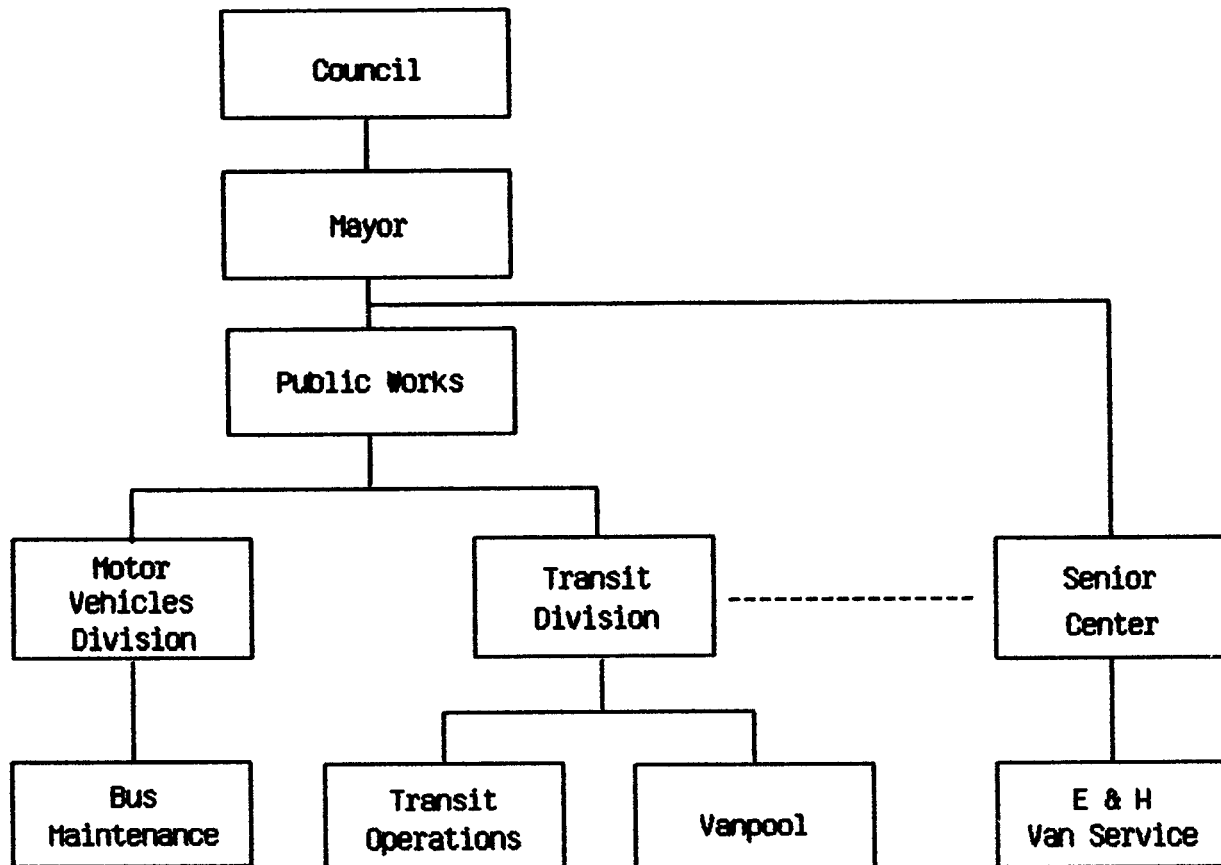 Council
Mayor
Public Works
Motor
Vehicles
Division
Transit
Division
Senior
Center
Bus
Maintenance
Transit
Operations
Vanpool
E & H
Van Service